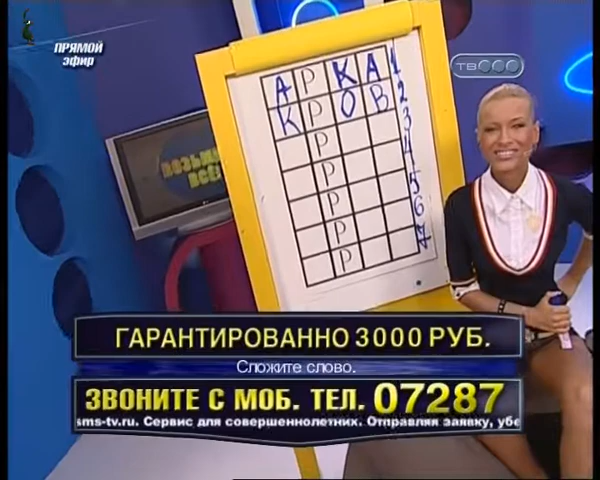 ПРЯМОЙ
эфир
ТВ
ВОЗЬМИ
ВСЁ
А Р К А 1
К Р О В 2
Р 3
Р 4
Р 5
Р 6
Р 7
ГАРАНТИРОВАННО 3000 РУБ.
Сложите слово.
ЗВОНИТЕ С МОБ. ТЕЛ. 07287
sms-tv.ru. Сервис для совершеннолетних. Отправляя заявку, убе